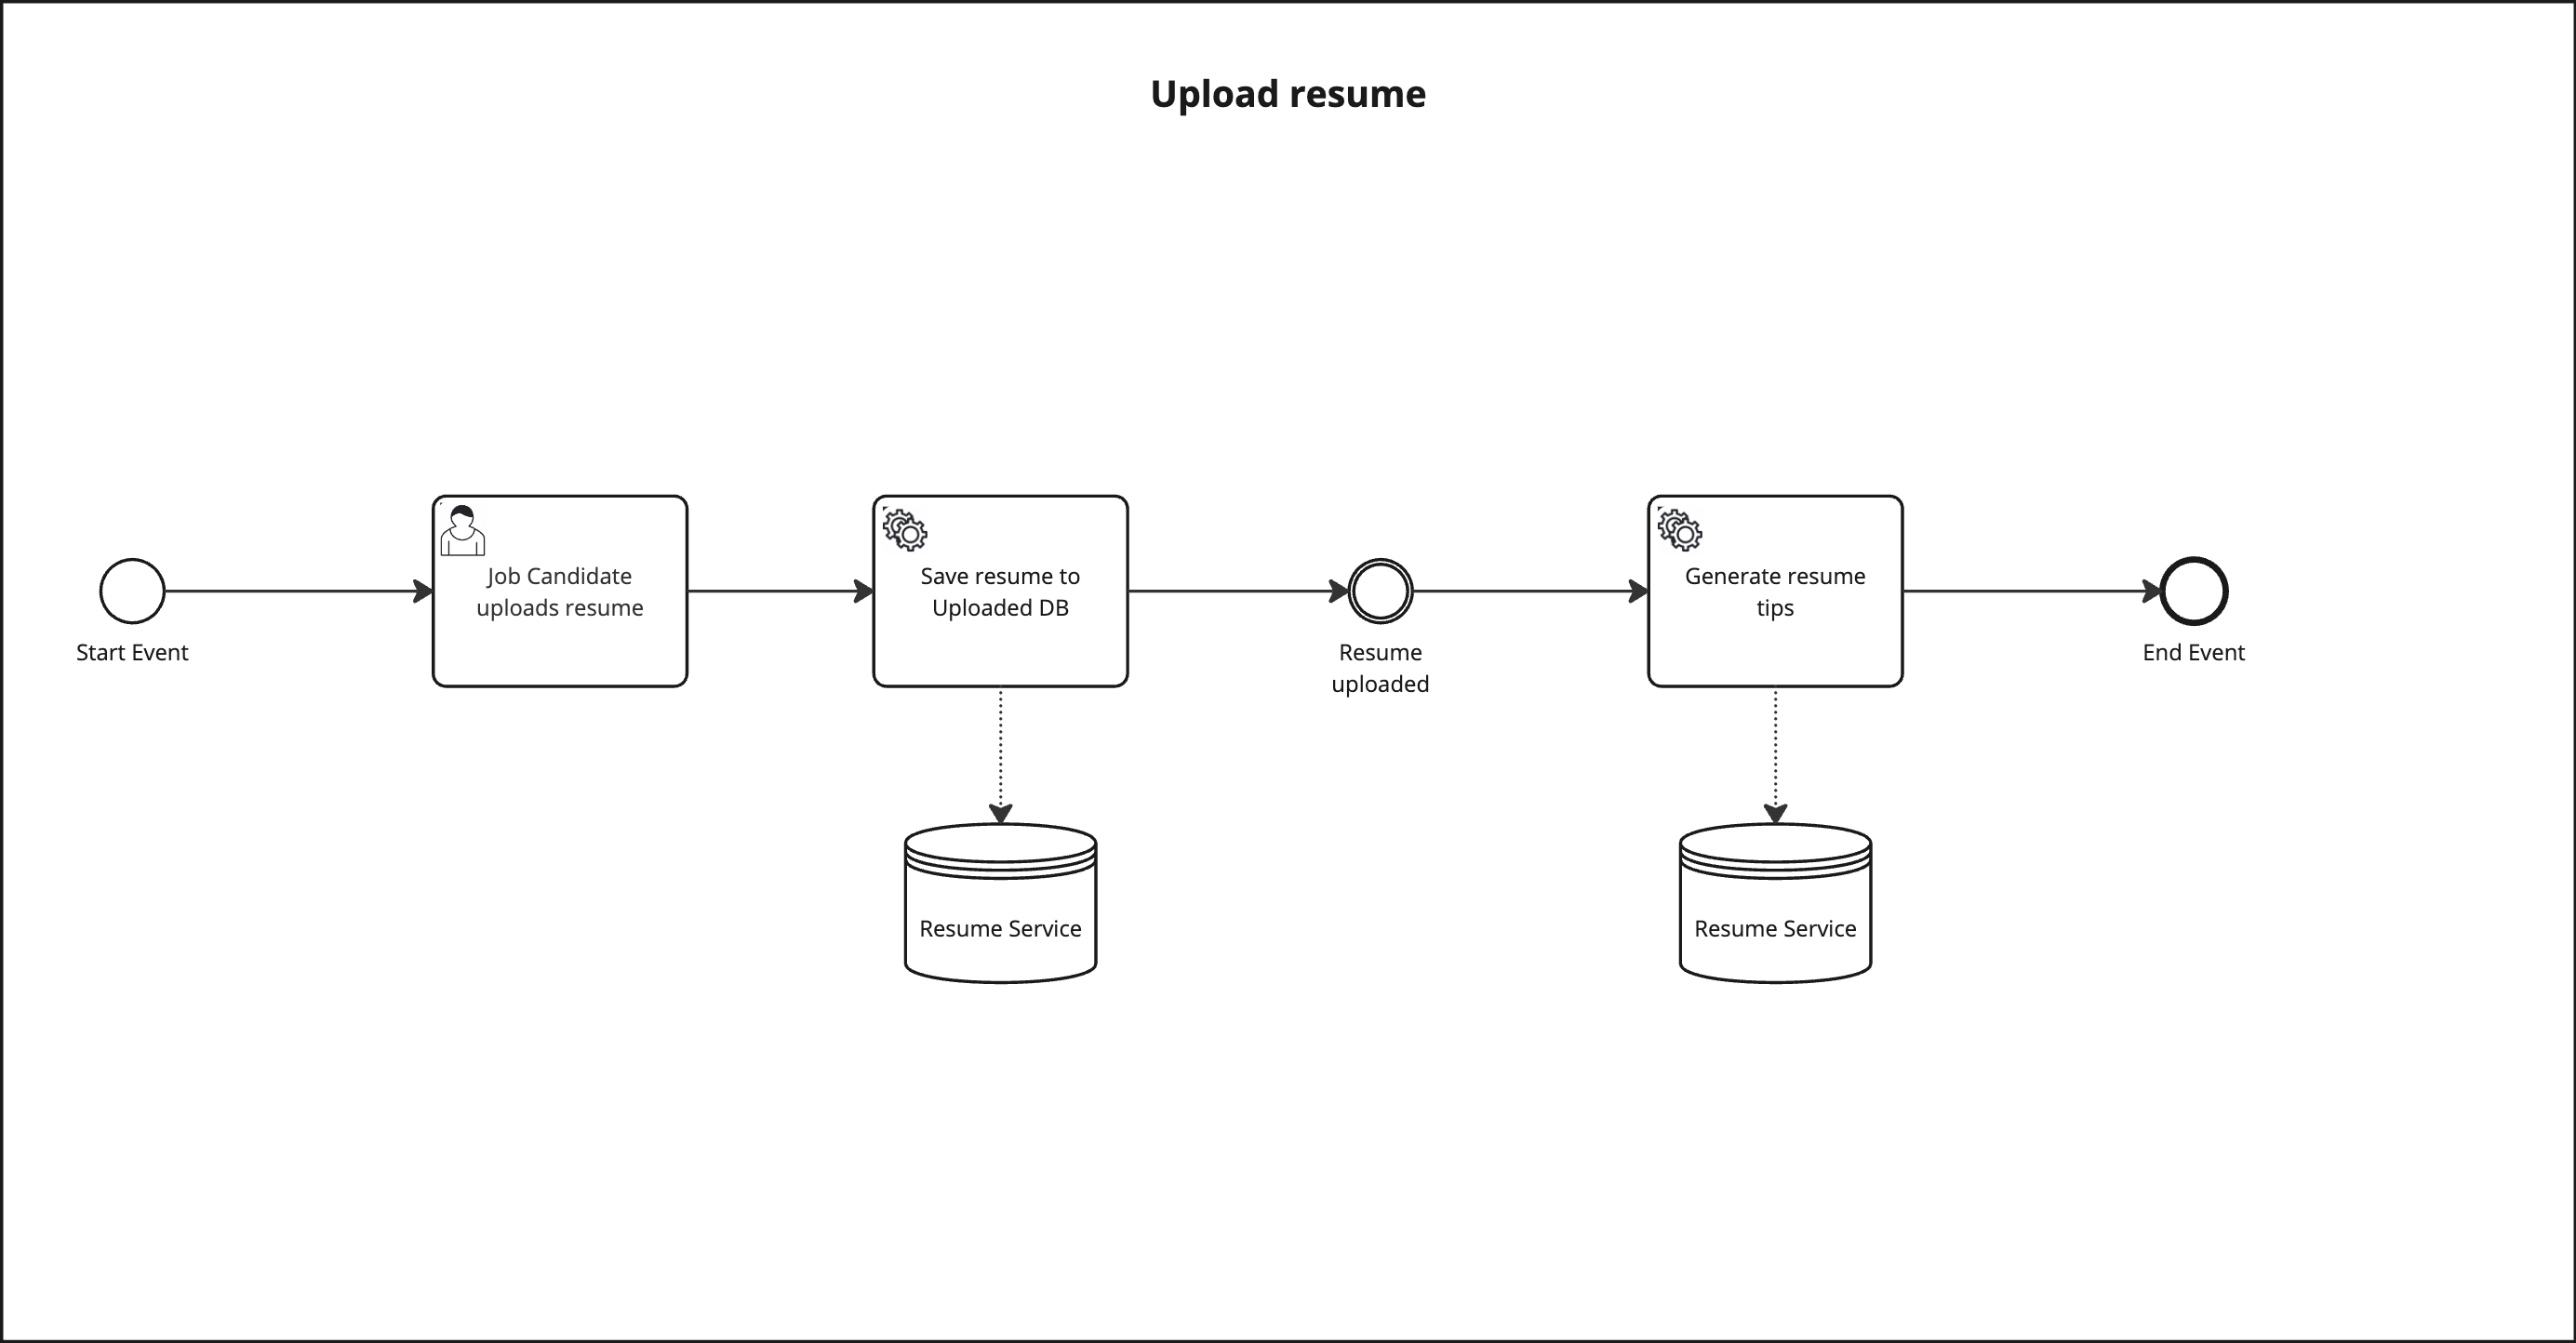 Upload resume
Job Candidate
uploads resume
Save resume to
Uploaded DB
Generate resume
tips
Start Event
Resume
uploaded
End Event
Resume Service
Resume Service